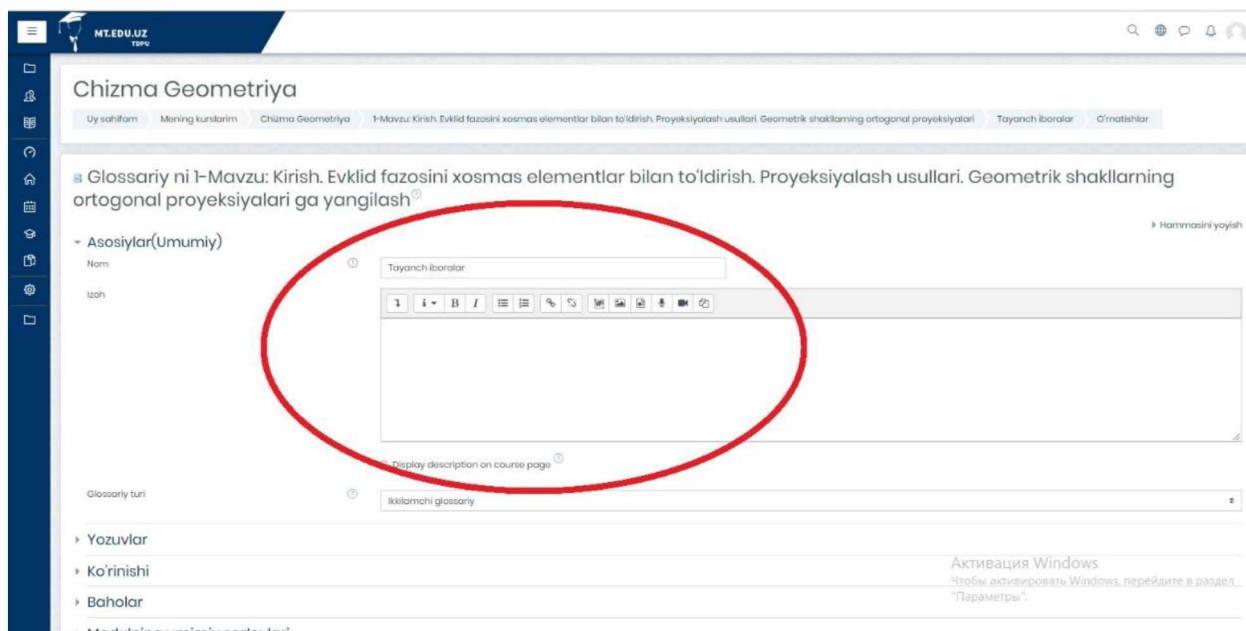 MT.EDU.UZ
TDPU
Chizma Geometriya
Uy sahifam Mening kurslarim Chizma Geometriya 1-Mavzu: Kirish. Evklid fazosini xosmas elementlar bilan to'ldirish. Proyeksiyalash usullari. Geometrik shakllarning ortogonal proyeksiyalari Tayanch iboralar O'rnatishlar
Glossariy ni 1-Mavzu: Kirish. Evklid fazosini xosmas elementlar bilan to'ldirish. Proyeksiyalash usullari. Geometrik shakllarning
ortogonal proyeksiyalari ga yangilash
Hammasini yoyish
Asosiylar(Umumiy)
Nom
Tayanch iboralar
Izoh
Display description on course page
Glossariy turi
Ikkilamchi glossariy
Yozuvlar
Ko'rinishi
Baholar
Активация Windows
Чтобы активировать Windows, перейдите в раздел
"Параметры".